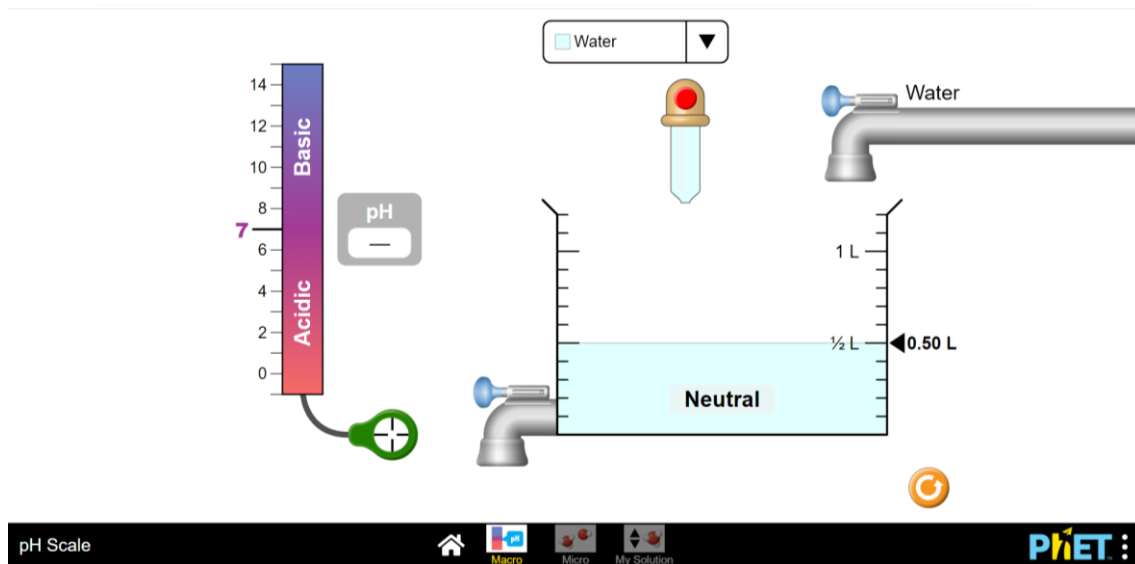 Water
Water
14
12
10
8
7
6
4
2
0
Basic
Acidic
pH
—
1 L
½ L
0.50 L
Neutral
pH Scale
Macro
Micro
My Solution
PhET